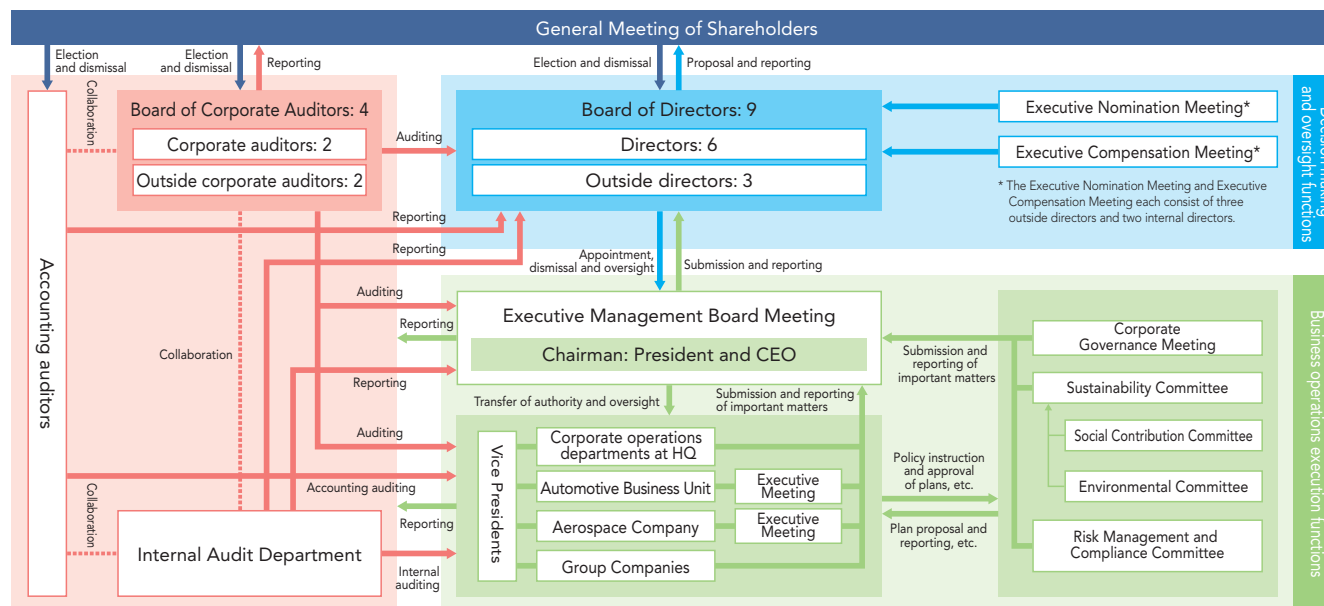 General Meeting of Shareholders
Election
and dismissal
Election
and dismissal
Reporting
Election and dismissal
Proposal and reporting
Collaboration
Board of Corporate Auditors: 4
Corporate auditors: 2
Outside corporate auditors: 2
Auditing
Board of Directors: 9
Directors: 6
Outside directors: 3
Executive Nomination Meeting*
Executive Compensation Meeting*
* The Executive Nomination Meeting and Executive
Compensation Meeting each consist of three
outside directors and two internal directors.
Decision-making
and oversight functions
Reporting
Reporting
Appointment,
dismissal and oversight
Submission and reporting
Accounting auditors
Auditing
Reporting
Collaboration
Reporting
Executive Management Board Meeting
Chairman: President and CEO
Submission and
reporting of
important matters
Corporate
Governance Meeting
Sustainability Committee
Social Contribution Committee
Environmental Committee
Risk Management and
Compliance Committee
Business operations execution functions
Transfer of authority and oversight
Submission and reporting
of important matters
Auditing
Vice Presidents
Corporate operations
departments at HQ
Automotive Business Unit
Executive
Meeting
Aerospace Company
Executive
Meeting
Group Companies
Policy instruction
and approval
of plans, etc.
Plan proposal and
reporting, etc.
Accounting auditing
Reporting
Collaboration
Internal Audit Department
Internal
auditing